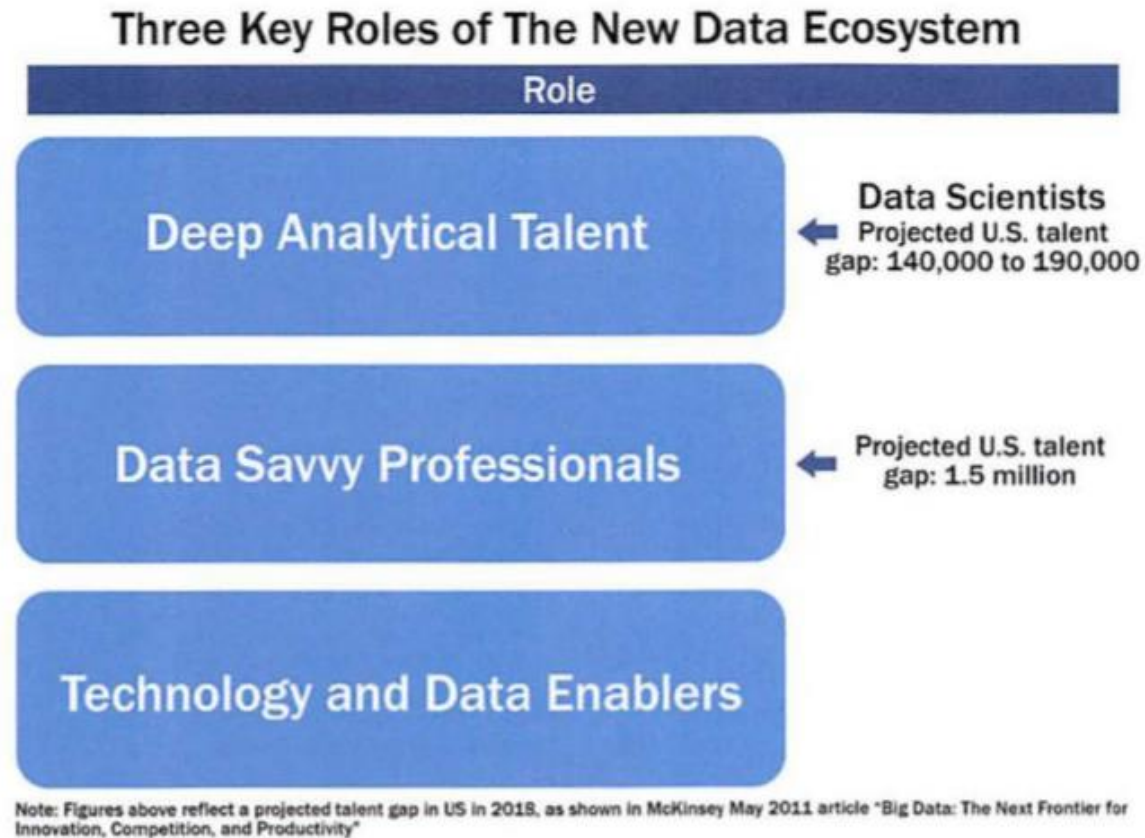 Three Key Roles of The New Data Ecosystem
Role
Deep Analytical Talent
Data Scientists
Projected U.S. talent
gap: 140,000 to 190,000
Data Savvy Professionals
Projected U.S. talent
gap: 1.5 million
Technology and Data Enablers
Note: Figures above reflect a projected talent gap in US in 2018, as shown in McKinsey May 2011 article "Big Data: The Next Frontier for
Innovation, Competition, and Productivity"